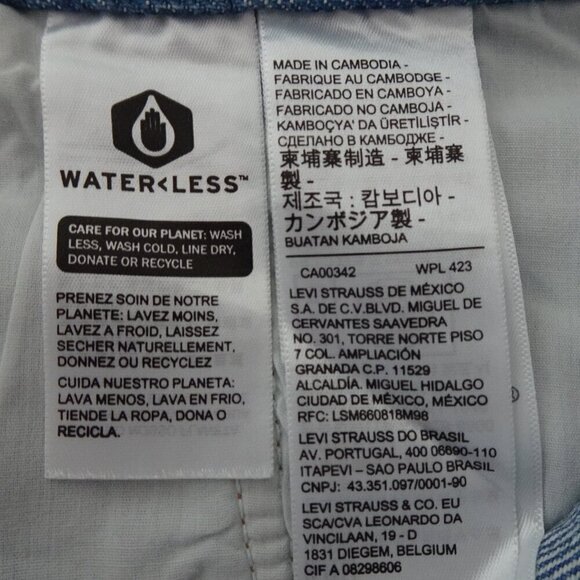 WATER<LESS™
CARE FOR OUR PLANET: WASH
LESS, WASH COLD, LINE DRY,
DONATE OR RECYCLE
PRENEZ SOIN DE NOTRE
PLANETE: LAVEZ MOINS,
LAVEZ A FROID, LAISSEZ
SECHER NATURELLEMENT,
DONNEZ OU RECYCLEZ
CUIDA NUESTRO PLANETA:
LAVA MENOS, LAVA EN FRIO,
TIENDE LA ROPA, DONA O
RECICLA.
MADE IN CAMBODIA -
FABRIQUE AU CAMBODGE -
FABRICADO EN CAMBOYA -
FABRICADO NO CAMBOJA -
KAMBOÇYA' DA ÜRETİLİŞTİR -
СДЕЛАНО В КАМБОДЖЕ -
柬埔寨制造 - 柬埔寨
製 -
제조국 : 캄보디아 -
カンボジア製 -
BUATAN KAMBOJA
CA00342 WPL 423
LEVI STRAUSS DE MÉXICO
S.A. DE C.V.BLVD. MIGUEL DE
CERVANTES SAAVEDRA
NO. 301, TORRE NORTE PISO
7 COL. AMPLIACIÓN
GRANADA C.P. 11529
ALCALDÍA. MIGUEL HIDALGO
CIUDAD DE MÉXICO, MÉXICO
RFC: LSM660818M98
LEVI STRAUSS DO BRASIL
AV. PORTUGAL, 400 06690-110
ITAPEVI – SAO PAULO BRASIL
CNPJ: 43.351.097/0001-90
LEVI STRAUSS & CO. EU
SCA/CVA LEONARDO DA
VINCILAAN, 19 - D
1831 DIEGEM, BELGIUM
CIF A 08298606